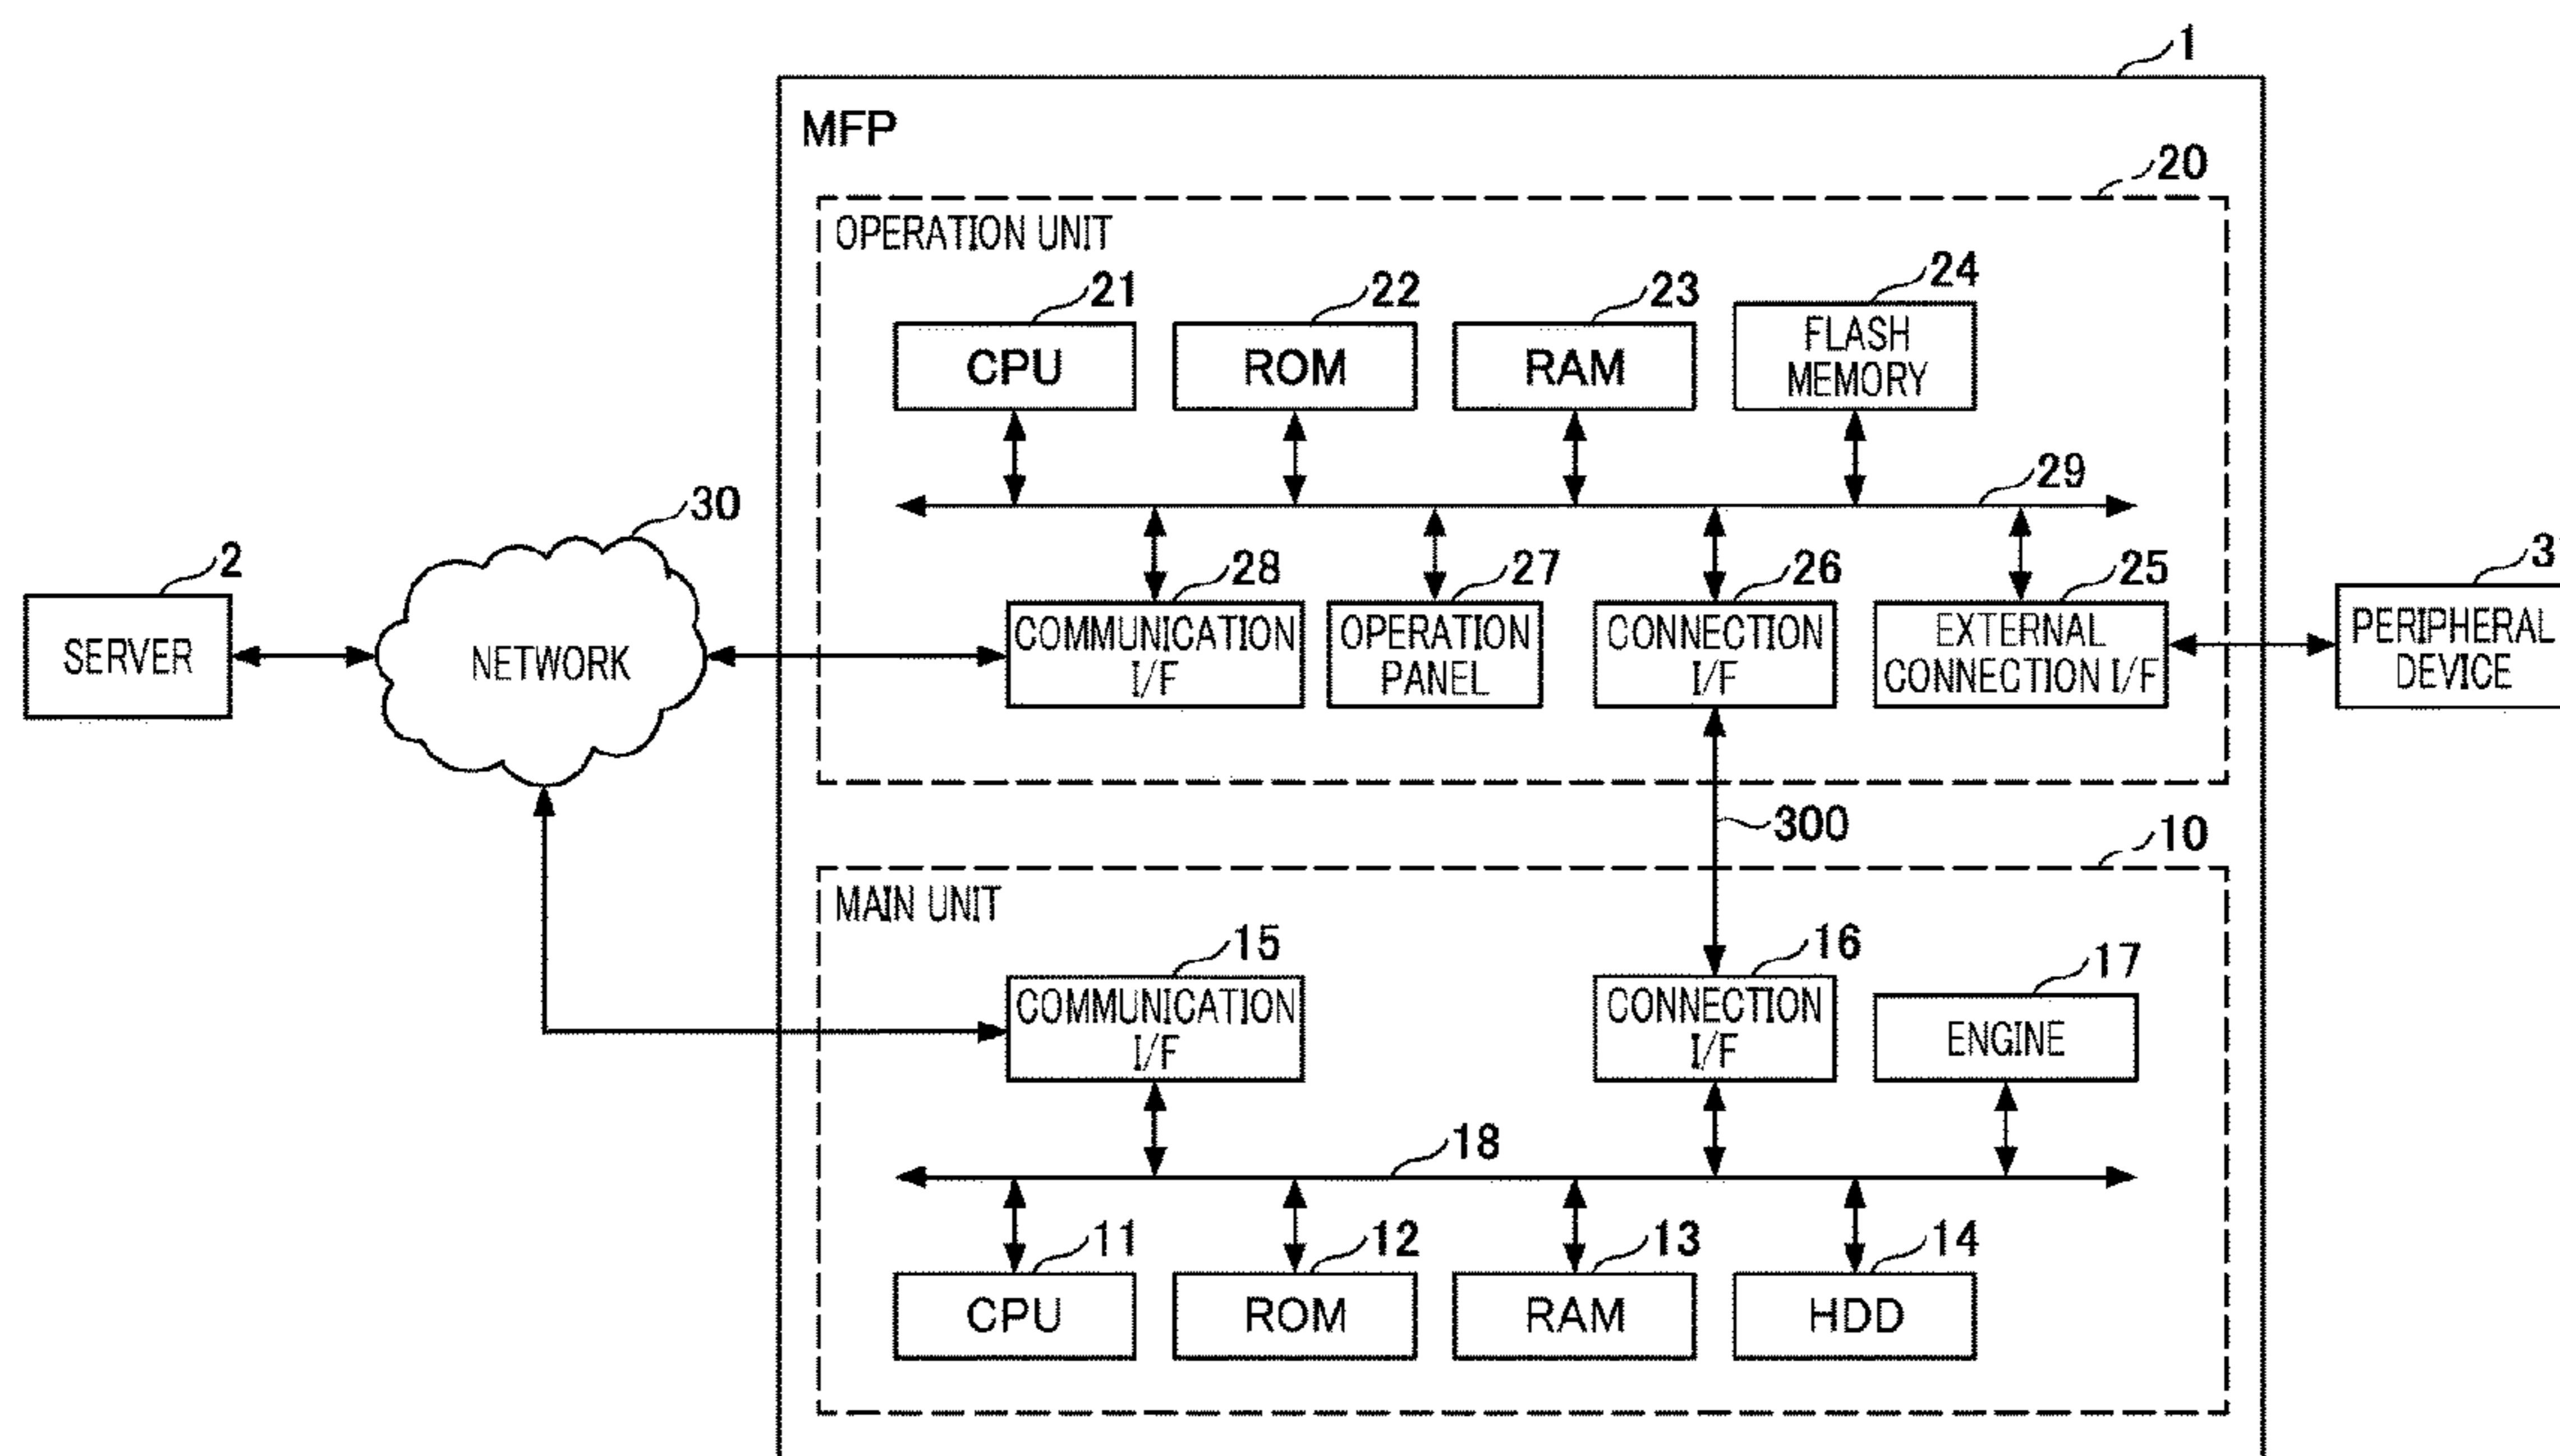 1
MFP
20
OPERATION UNIT
21
22
23
24
CPU
ROM
RAM
FLASH
MEMORY
29
30
2
28
27
26
25
3
SERVER
NETWORK
COMMUNICATION
I/F
OPERATION
PANEL
CONNECTION
I/F
EXTERNAL
CONNECTION I/F
PERIPHERAL
DEVICE
300
10
MAIN UNIT
15
16
17
COMMUNICATION
I/F
CONNECTION
I/F
ENGINE
18
11
12
13
14
CPU
ROM
RAM
HDD